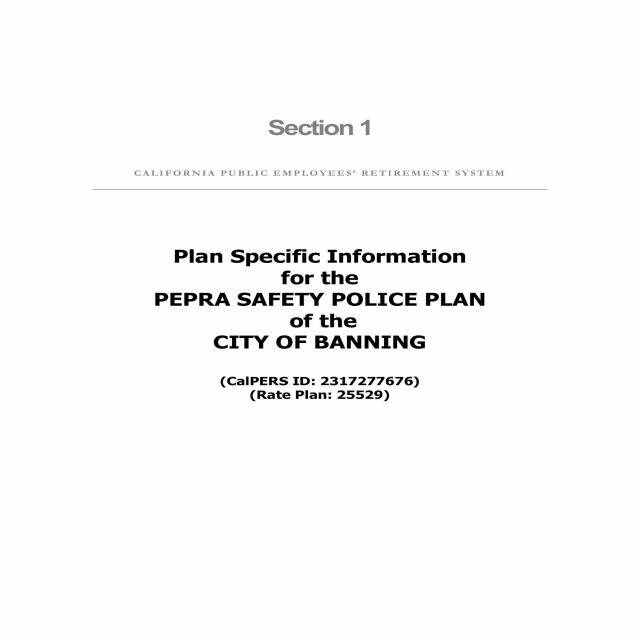 Section 1
CALIFORNIA PUBLIC EMPLOYEES' RETIREMENT SYSTEM
Plan Specific Information
for the
PEPRA SAFETY POLICE PLAN
of the
CITY OF BANNING
(CalPERS ID: 2317277676)
(Rate Plan: 25529)